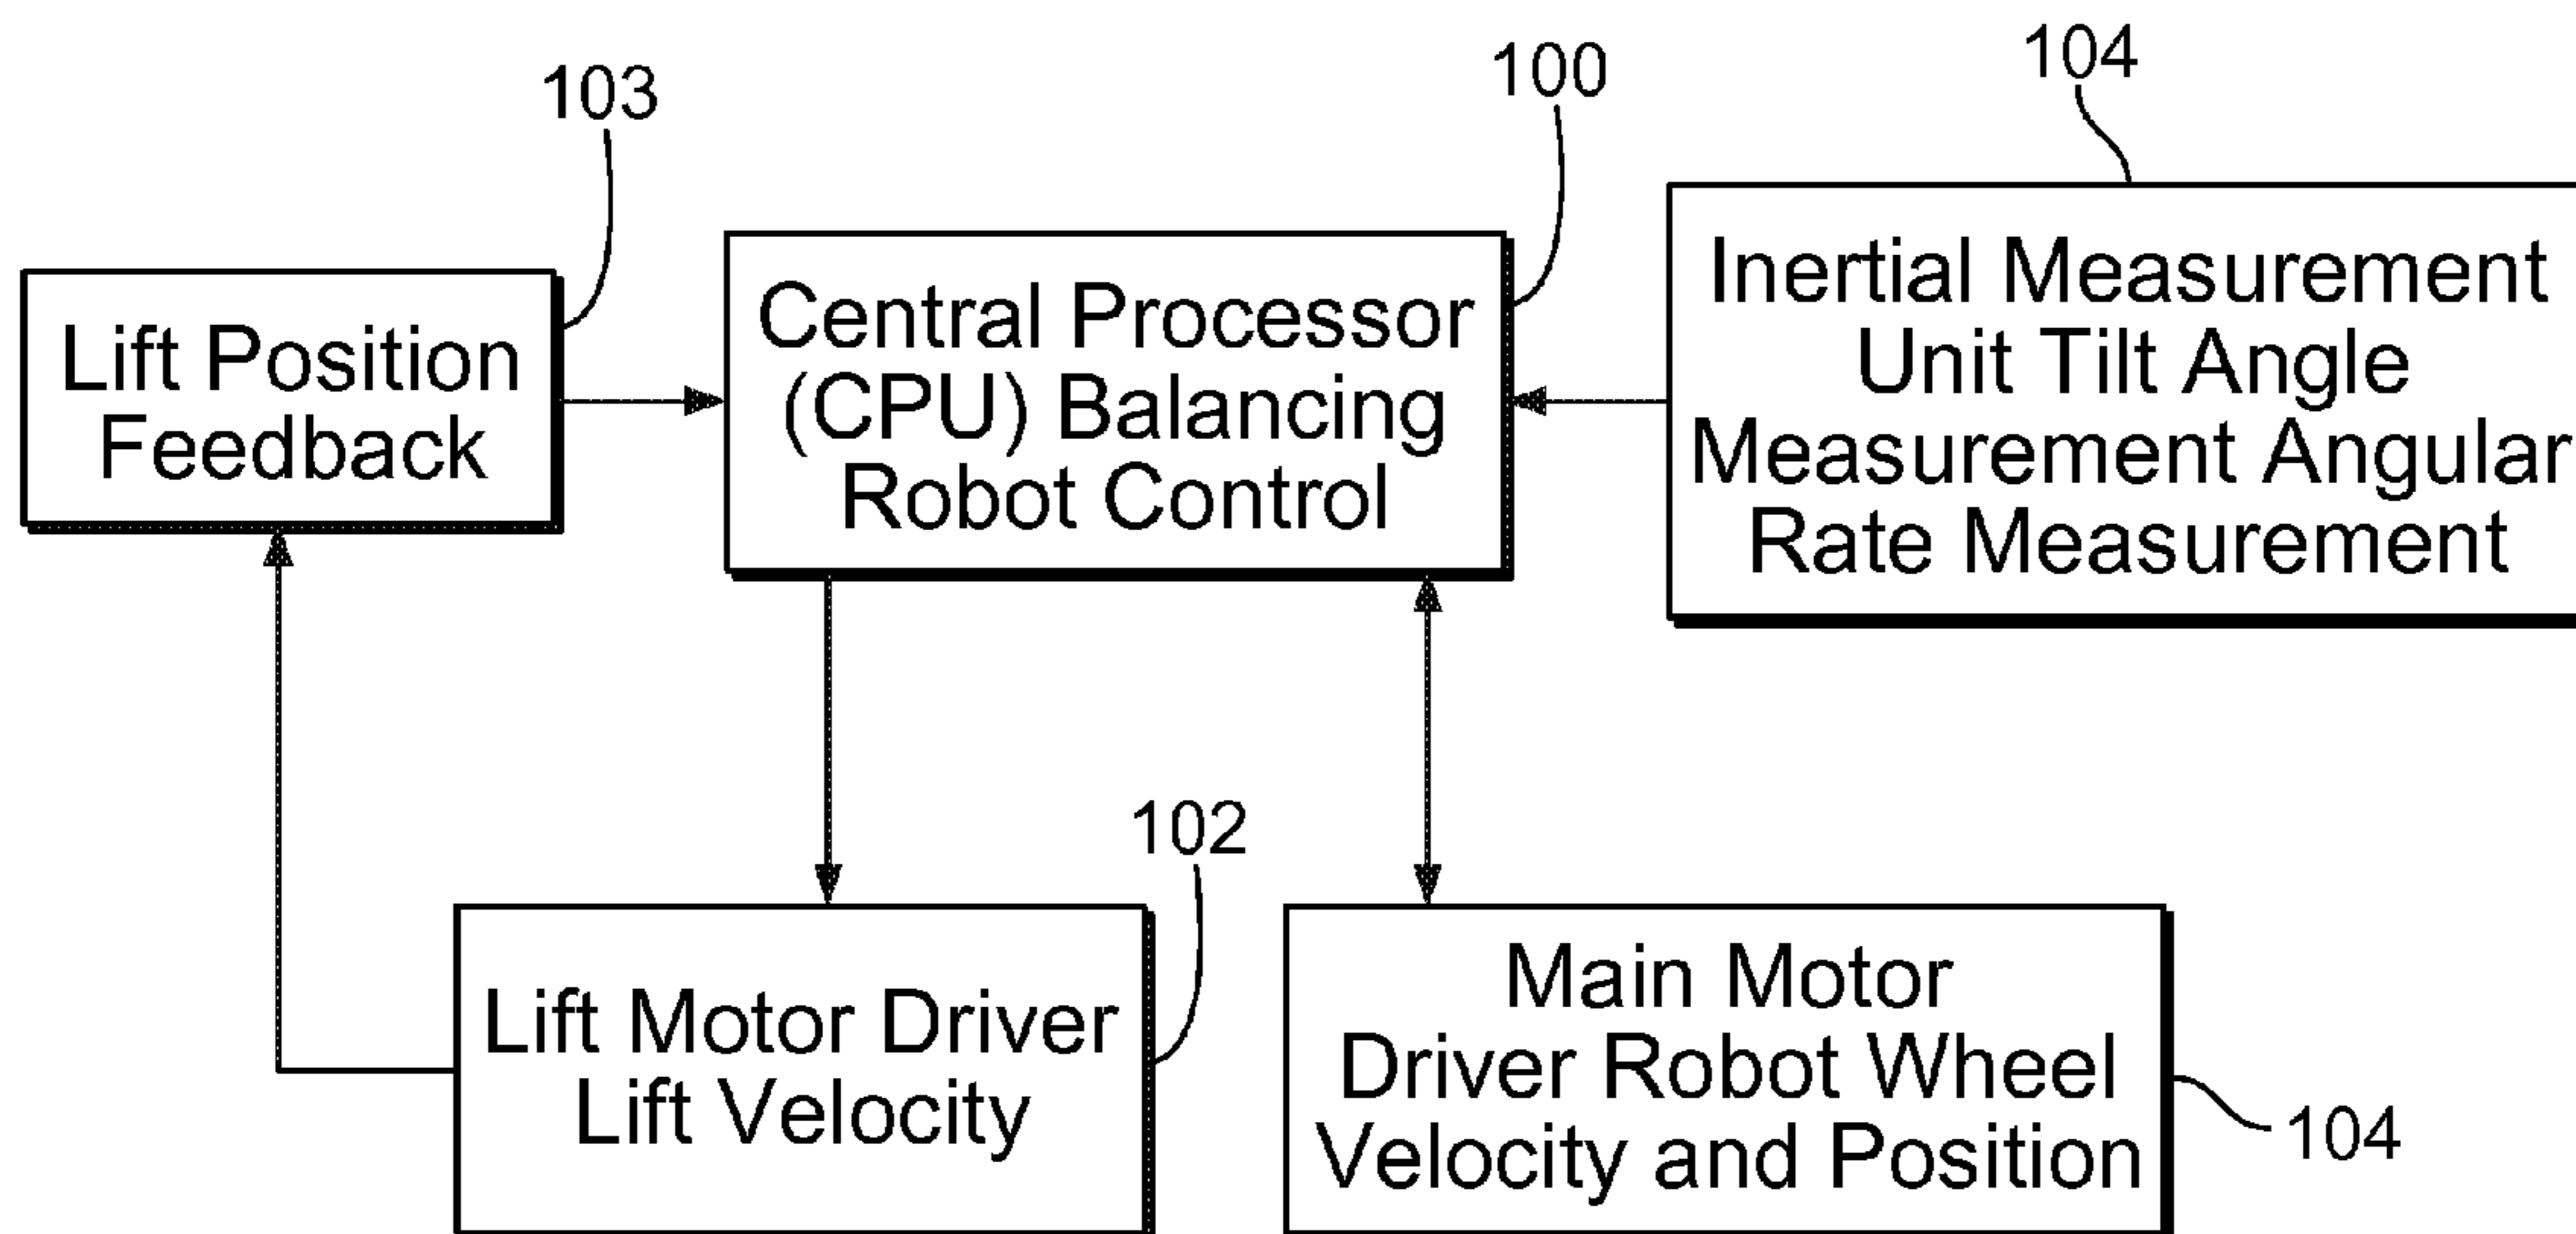 103
100
104
Lift Position
Feedback
Central Processor
(CPU) Balancing
Robot Control
Inertial Measurement
Unit Tilt Angle
Measurement Angular
Rate Measurement
102
Lift Motor Driver
Lift Velocity
Main Motor
Driver Robot Wheel
Velocity and Position
104